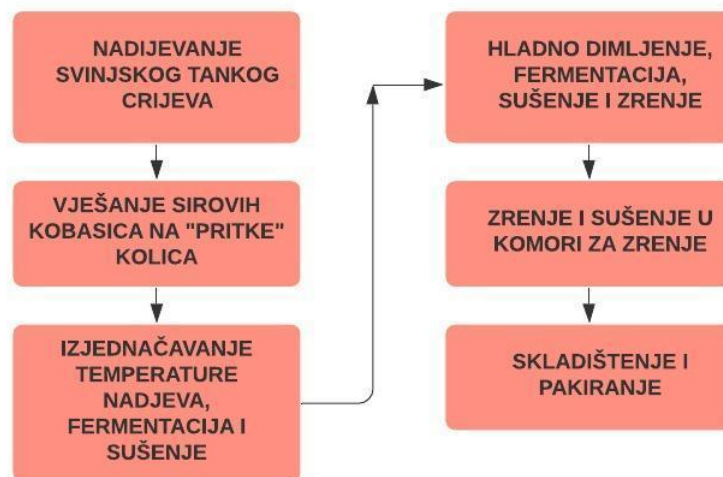 NADIJEVANJE
SVINJSKOG TANKOG
CRIJEVA
VJEŠANJE SIROVIH
KOBASICA NA "PRITKE"
KOLICA
IZJEDNAČAVANJE
TEMPERATURE
NADJEVA,
FERMENTACIJA I
SUŠENJE
HLADNO DIMLJENJE,
FERMENTACIJA,
SUŠENJE I ZRENJE
ZRENJE I SUŠENJE U
KOMORI ZA ZRENJE
SKLADIŠTENJE I
PAKIRANJE